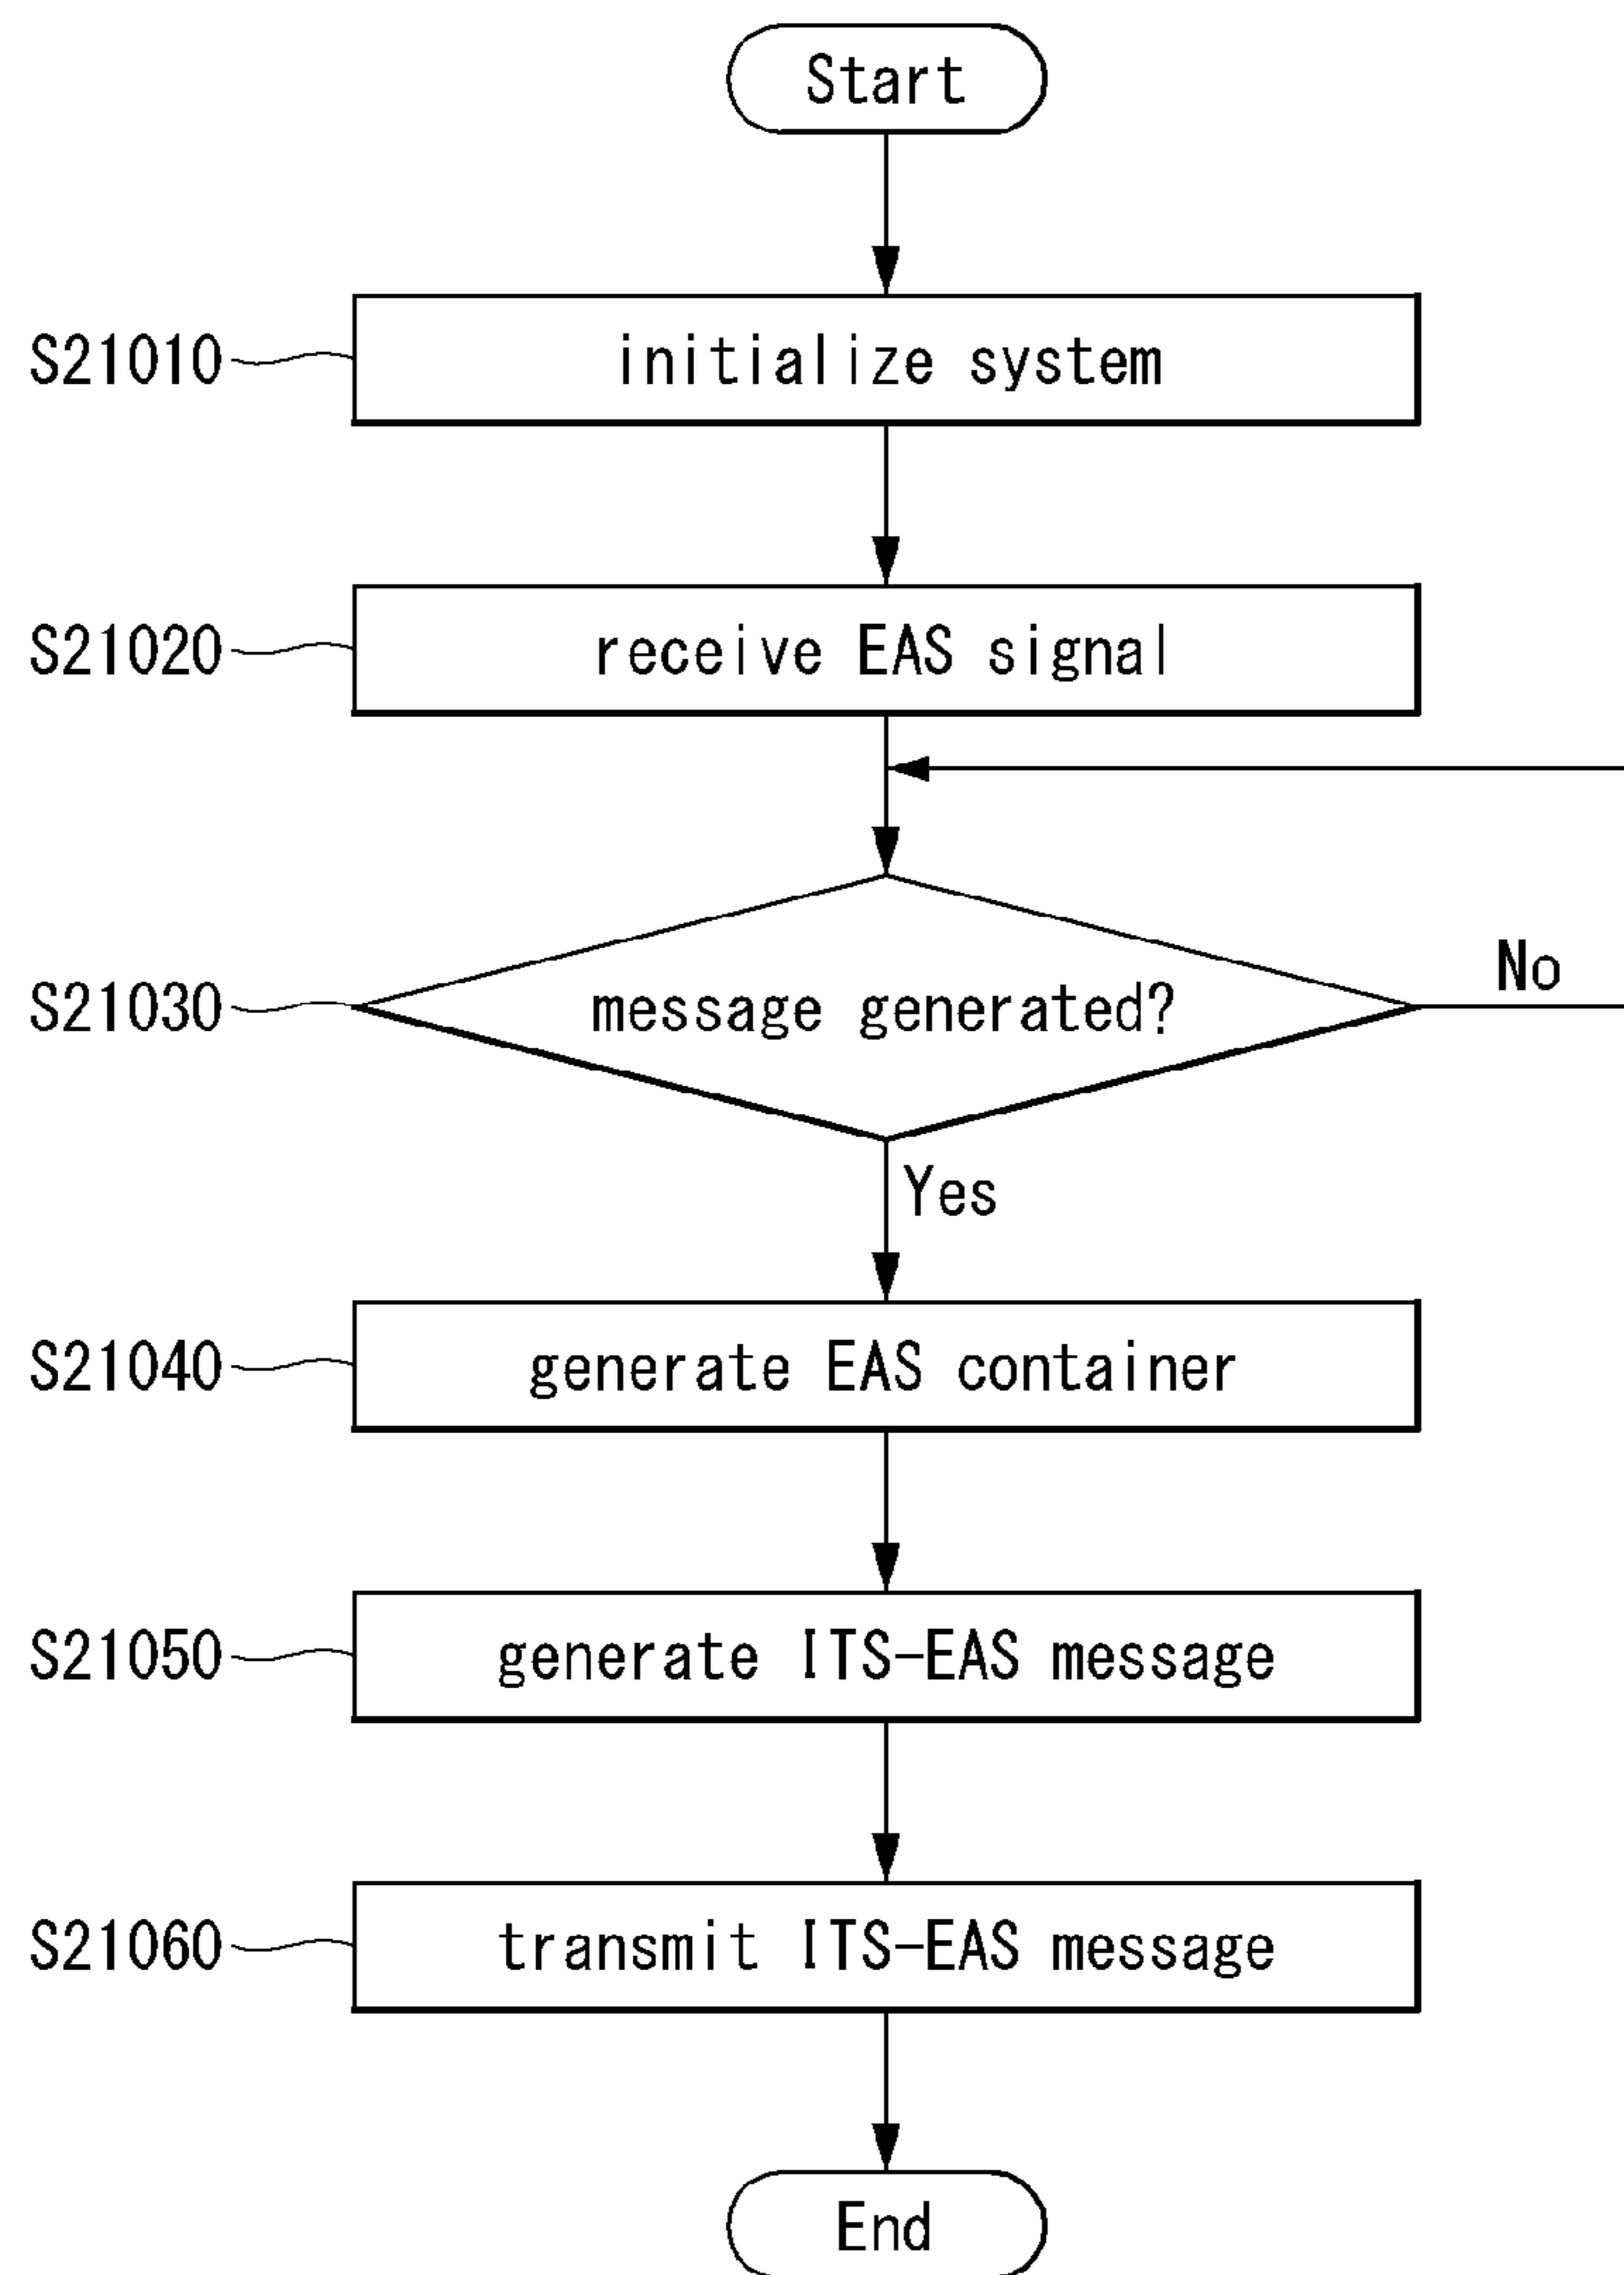 Start
S21010 initialize system
S21020 receive EAS signal
S21030 message generated? No
Yes
S21040 generate EAS container
S21050 generate ITS-EAS message
S21060 transmit ITS-EAS message
End